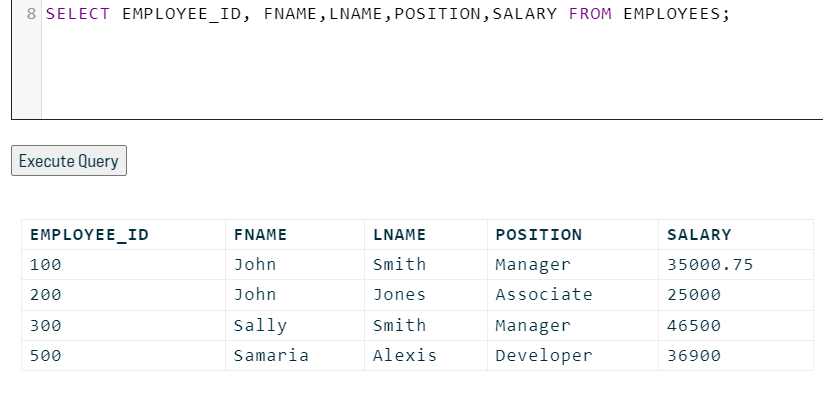 8 SELECT EMPLOYEE_ID, FNAME,LNAME,POSITION,SALARY FROM EMPLOYEES;
Execute Query
EMPLOYEE_ID FNAME LNAME POSITION SALARY
100 John Smith Manager 35000.75
200 John Jones Associate 25000
300 Sally Smith Manager 46500
500 Samaria Alexis Developer 36900